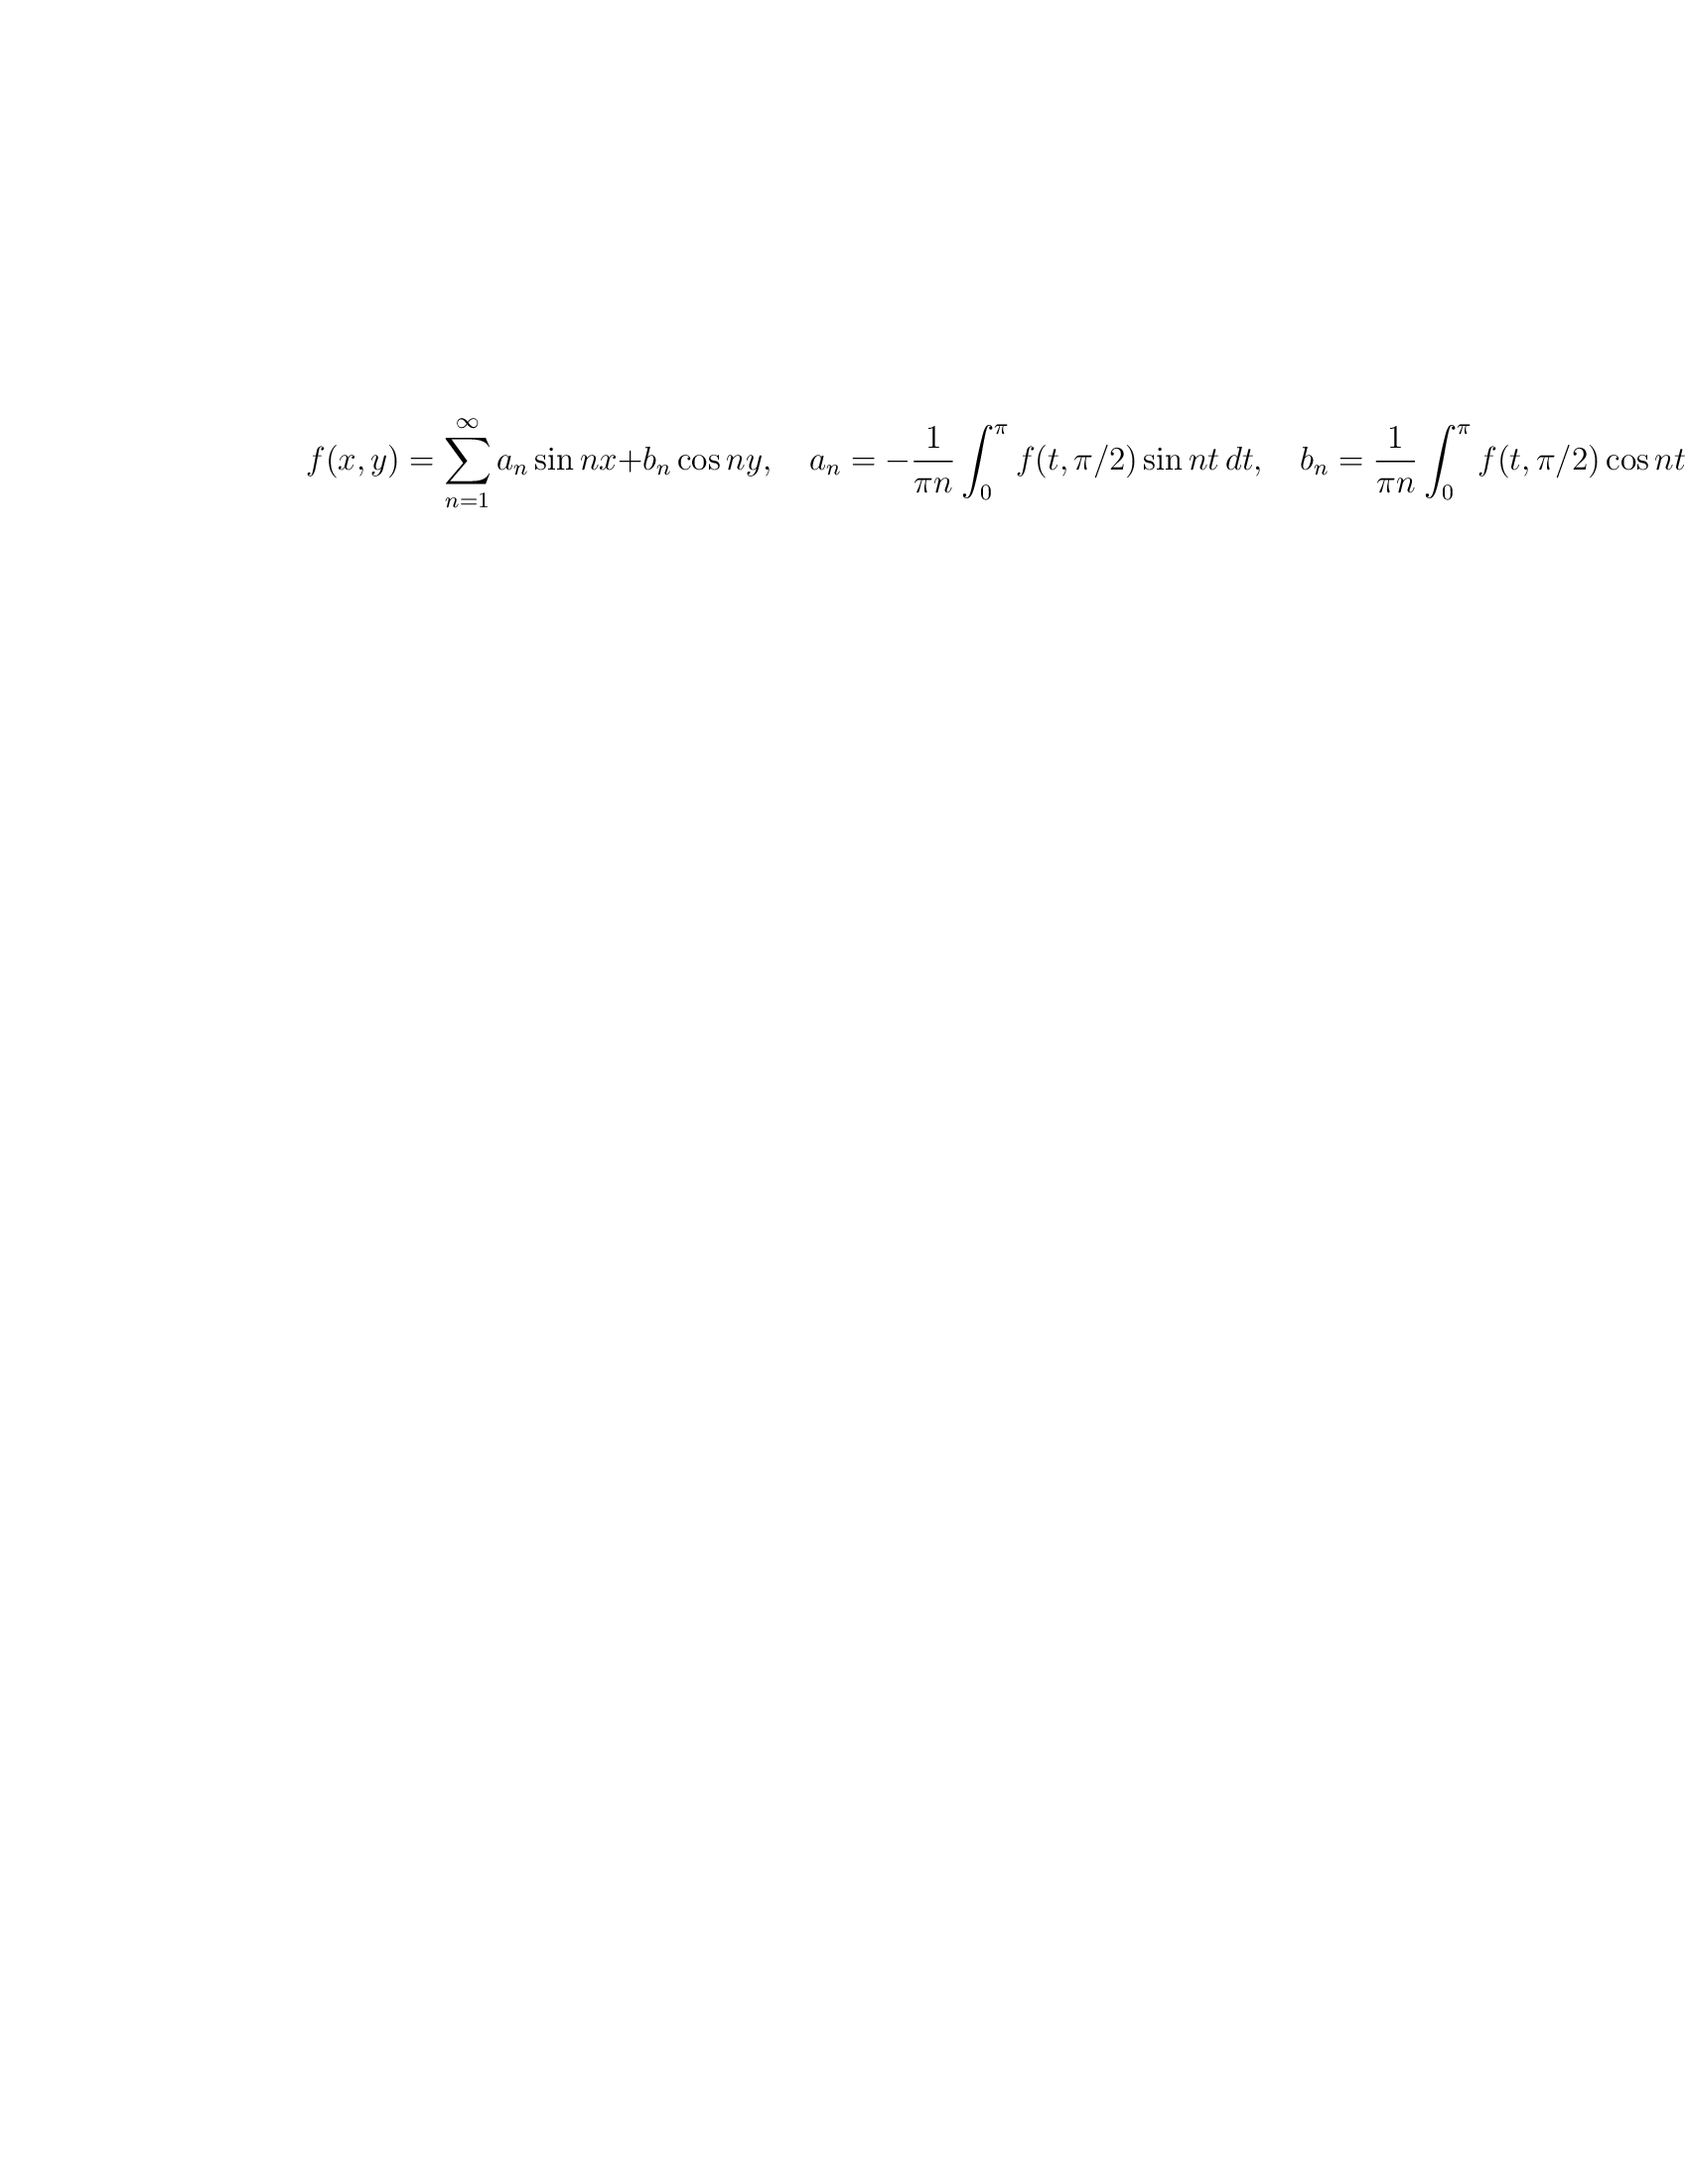 f(x, y) = \sum_{n=1}^{\infty} a_n \sin nx + b_n \cos ny, \quad a_n = -\frac{1}{\pi n} \int_0^{\pi} f(t, \pi/2) \sin nt \, dt, \quad b_n = \frac{1}{\pi n} \int_0^{\pi} f(t, \pi/2) \cos nt